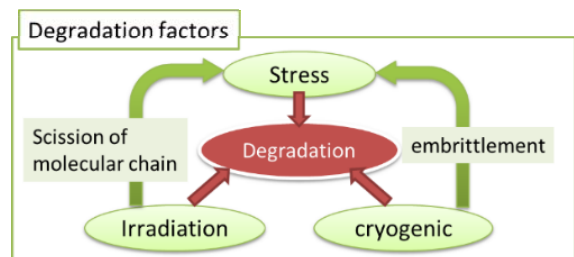 Degradation factors
Stress
Scission of
molecular chain
Degradation
embrittlement
Irradiation
cryogenic